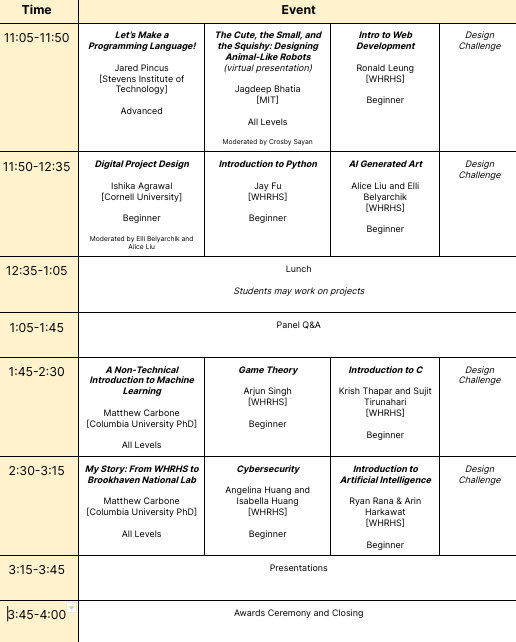 Time
Event
11:05-11:50
Let's Make a
Programming Language!
Jared Pincus
[Stevens Institute of
Technology]
Advanced
The Cute, the Small, and
the Squishy: Designing
Animal-Like Robots
(virtual presentation)
Jagdeep Bhatia
[MIT]
All Levels
Moderated by Crosby Sayan
Intro to Web
Development
Ronald Leung
[WHRHS]
Beginner
Design
Challenge
11:50-12:35
Digital Project Design
Ishika Agrawal
[Cornell University]
Beginner
Moderated by Elli Belyarchik and
Alice Liu
Introduction to Python
Jay Fu
[WHRHS]
Beginner
AI Generated Art
Alice Liu and Elli
Belyarchik
[WHRHS]
Beginner
Design
Challenge
12:35-1:05
Lunch
Students may work on projects
1:05-1:45
Panel Q&A
1:45-2:30
A Non-Technical
Introduction to Machine
Learning
Matthew Carbone
[Columbia University PhD]
All Levels
Game Theory
Arjun Singh
[WHRHS]
Beginner
Introduction to C
Krish Thapar and Sujit
Tirunahari
[WHRHS]
Beginner
Design
Challenge
2:30-3:15
My Story: From WHRHS to
Brookhaven National Lab
Matthew Carbone
[Columbia University PhD]
All Levels
Cybersecurity
Angelina Huang and
Isabella Huang
[WHRHS]
Beginner
Introduction to
Artificial Intelligence
Ryan Rana & Arin
Harkawat
[WHRHS]
Beginner
Design
Challenge
3:15-3:45
Presentations
3:45-4:00
Awards Ceremony and Closing